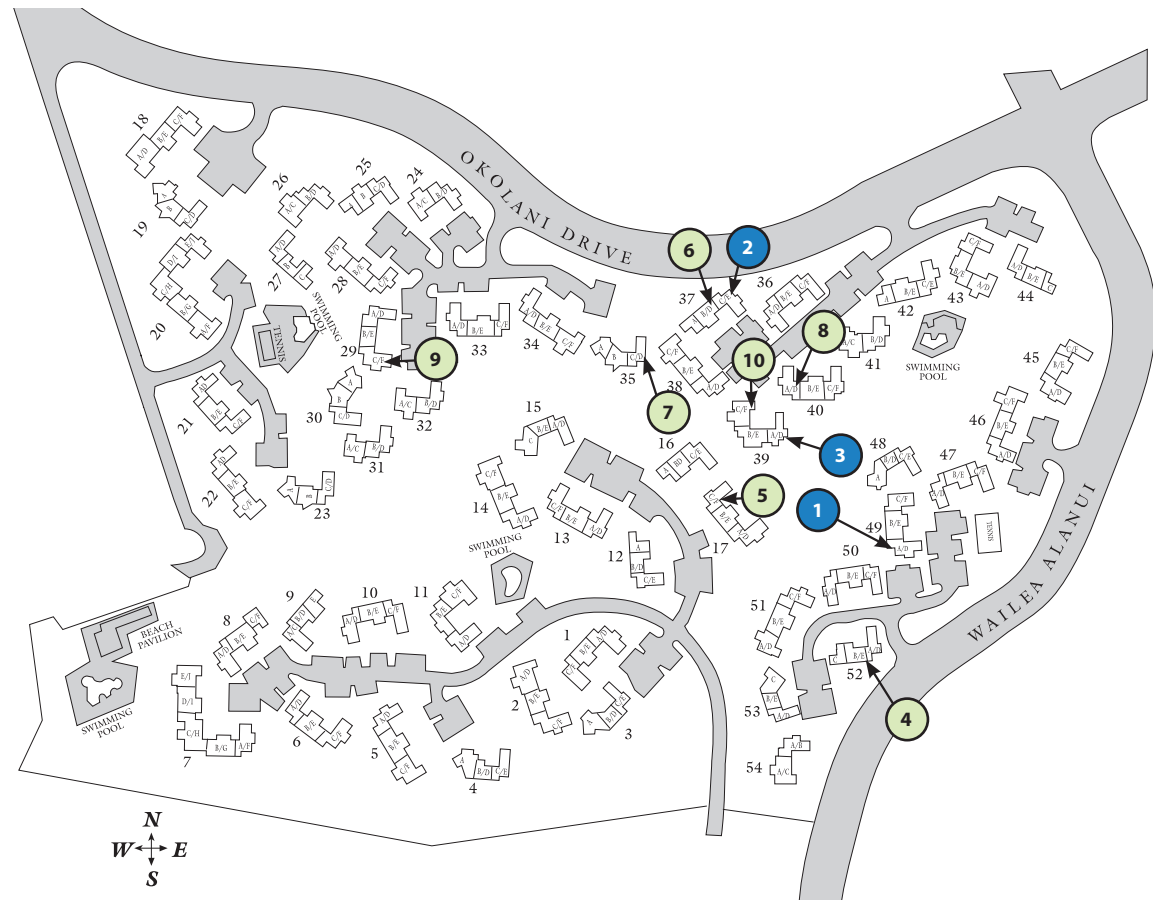 OKOLANI DRIVE
WAILEA ALANUI
18
A/D
B/E
C/F
19
A
B
C/D
20
E/J
D/I
C/H
B/G
A/F
26
A/C
B/D
25
B
C/D
24
A/C
B/D
27
A/D
B
C
28
A/D
B/E
C/F
SWIMMING
POOL
TENNIS
29
A/D
B/E
C/F
9
30
A
B
C/D
31
A/C
B/D
32
A/C
B/D
33
A/D
B/E
C/F
34
A/D
B/E
C/F
35
B
C/D
7
6
2
37
A
B/D
C/E
36
A/D
B/E
C/F
38
C/F
B/E
A/D
10
8
39
C/F
B/E
A/D
3
40
A/D
B/E
C/F
41
A/C
B/D
42
A
B/E
C/E
43
C/F
B/E
A/D
44
A/D
B/E
C/F
SWIMMING
POOL
45
C/F
B/E
A/D
46
C/F
B/E
A/D
47
A/D
B/E
C/F
48
A
B/D
C/F
49
C/F
B/E
A/D
1
TENNIS
50
A/D
B/E
C/F
51
C/F
B/E
A/D
52
C
B/E
A/D
4
53
C
B/E
A/D
54
A/B
A/C
21
AD
B/E
C/F
22
AD
B/E
C/F
23
A
B
C/D
15
C
B/E
A/D
14
C/F
B/E
A/D
13
C/F
B/E
A/D
16
A
BD
C/E
17
C/F
B/E
A/D
5
12
A
B/D
C/E
SWIMMING
POOL
11
C/F
B/E
A/D
10
A/D
B/E
C/F
9
A/C
B/D
E
8
A/D
B/E
C/F
BEACH
PAVILION
SWIMMING
POOL
7
E/J
D/I
C/H
B/G
A/F
6
A/D
B/E
C/F
5
A/D
B/E
C/F
4
A
B/D
C/E
1
A/D
B/E
C/F
2
A/D
B/E
C/F
3
A
B/D
C/E
N
W
E
S